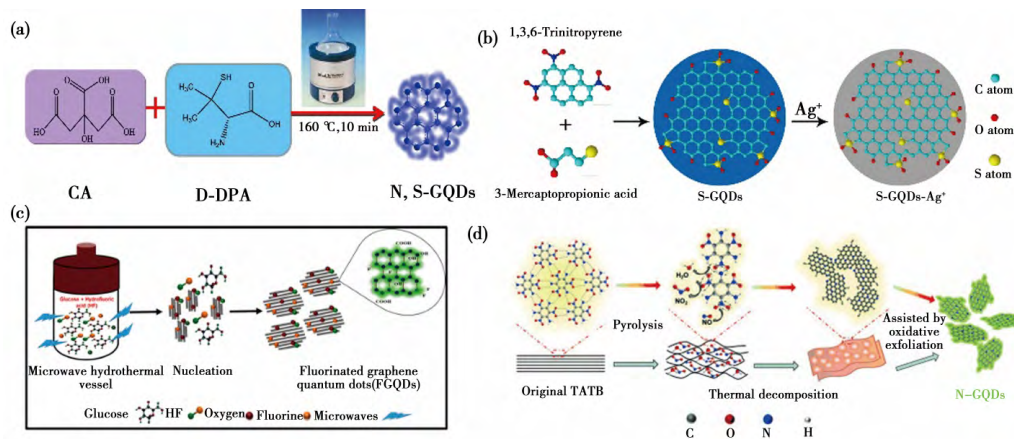 (a)
HO
OH
O
O
OH
OH
O
CA
+
SH
H₃C
H₃C
O
OH
H₂N
D-DPA
160 ℃,10 min
N, S-GQDs
(b)
1,3,6-Trinitropyrene
+
3-Mercaptopropionic acid
S-GQDs
Ag⁺
S-GQDs-Ag⁺
C atom
O atom
S atom
(c)
Glucose + Hydrofluoric
acid (HF)
Microwave hydrothermal
vessel
Nucleation
COOH
COOH
Fluorinated graphene
quantum dots(FGQDs)
Glucose HF Oxygen Fluorine Microwaves
(d)
Original TATB
Pyrolysis
H₂O
NO₂
NO
Thermal decomposition
Assisted by
oxidative
exfoliation
N-GQDs
C O N H